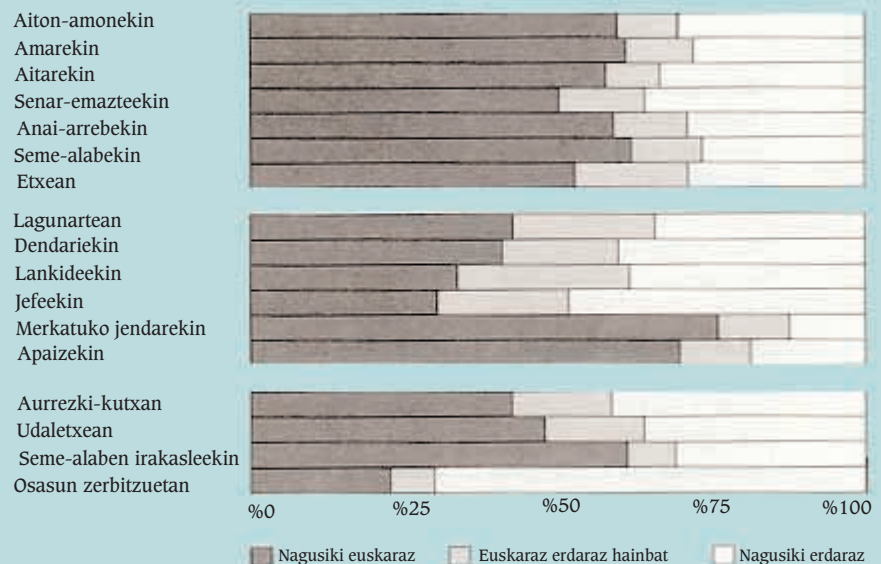 Aiton-amonekin
Amarekin
Aitarekin
Senar-emazteekin
Anai-arrebekin
Seme-alabekin
Etxean
Lagunartean
Dendariekin
Lankideekin
Jefeekin
Merkatuko jendarekin
Apaizekin
Aurrezki-kutxan
Udaletxean
Seme-alaben irakasleekin
Osasun zerbitzuetan
%0 %25 %50 %75 %100
Nagusiki euskaraz Euskaraz erdaraz hainbat Nagusiki erdaraz